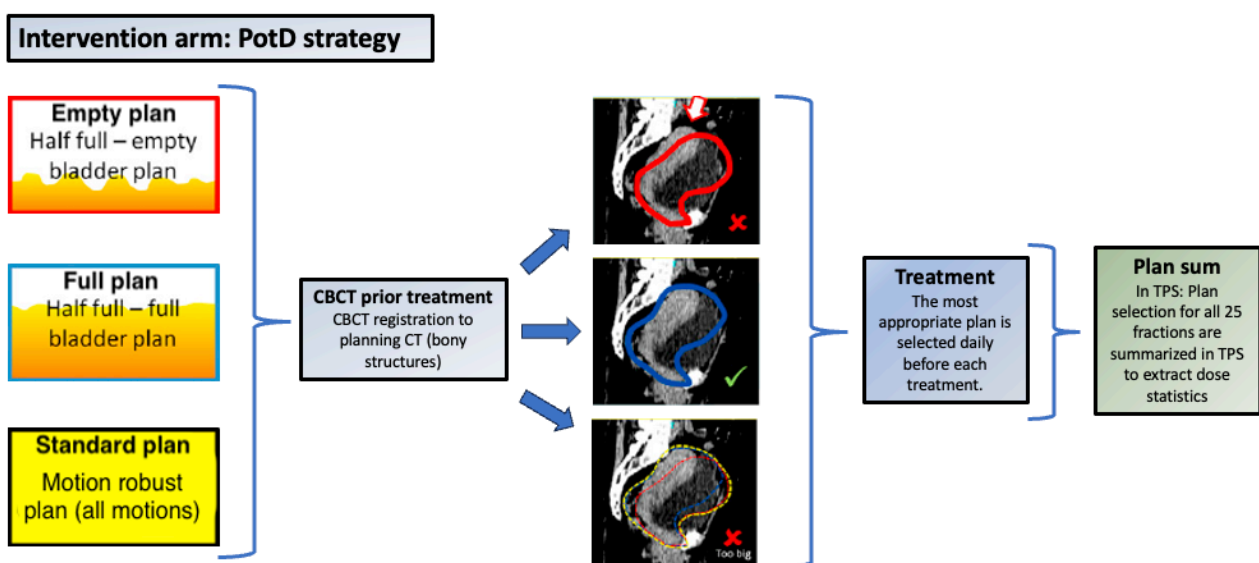 Intervention arm: PotD strategy
Empty plan
Half full – empty
bladder plan
Full plan
Half full – full
bladder plan
Standard plan
Motion robust
plan (all motions)
CBCT prior treatment
CBCT registration to
planning CT (bony
structures)
Too big
Treatment
The most
appropriate plan is
selected daily
before each
treatment.
Plan sum
In TPS: Plan
selection for all 25
fractions are
summarized in TPS
to extract dose
statistics